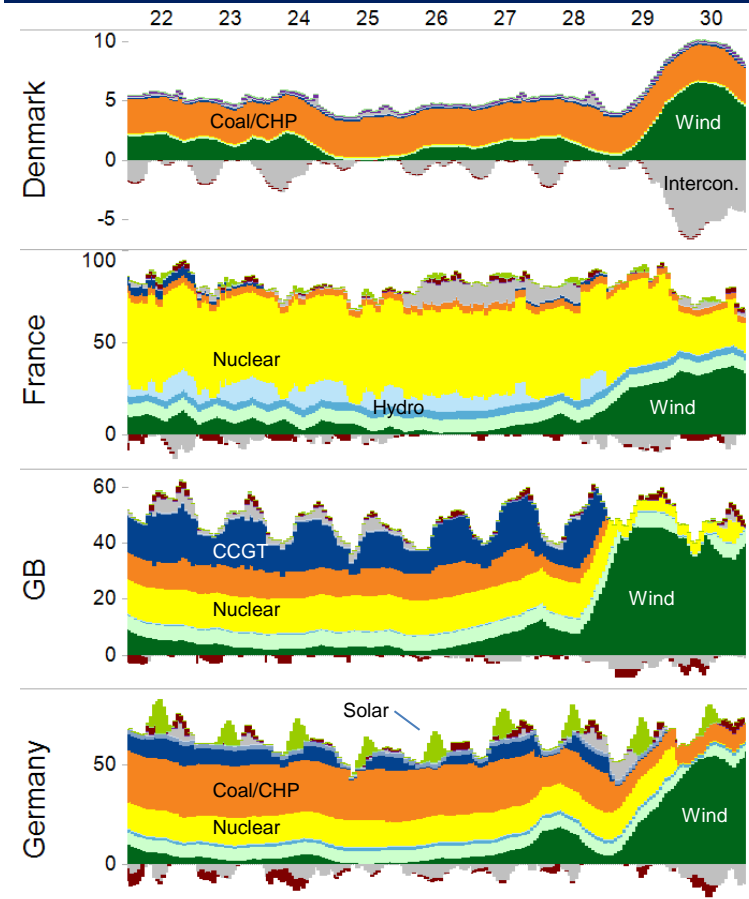 22 23 24 25 26 27 28 29 30
Denmark
10
5
0
-5
Coal/CHP
Wind
Intercon.
France
100
50
0
Nuclear
Hydro
Wind
GB
60
40
20
0
CCGT
Nuclear
Wind
Germany
50
0
Solar
Coal/CHP
Nuclear
Wind